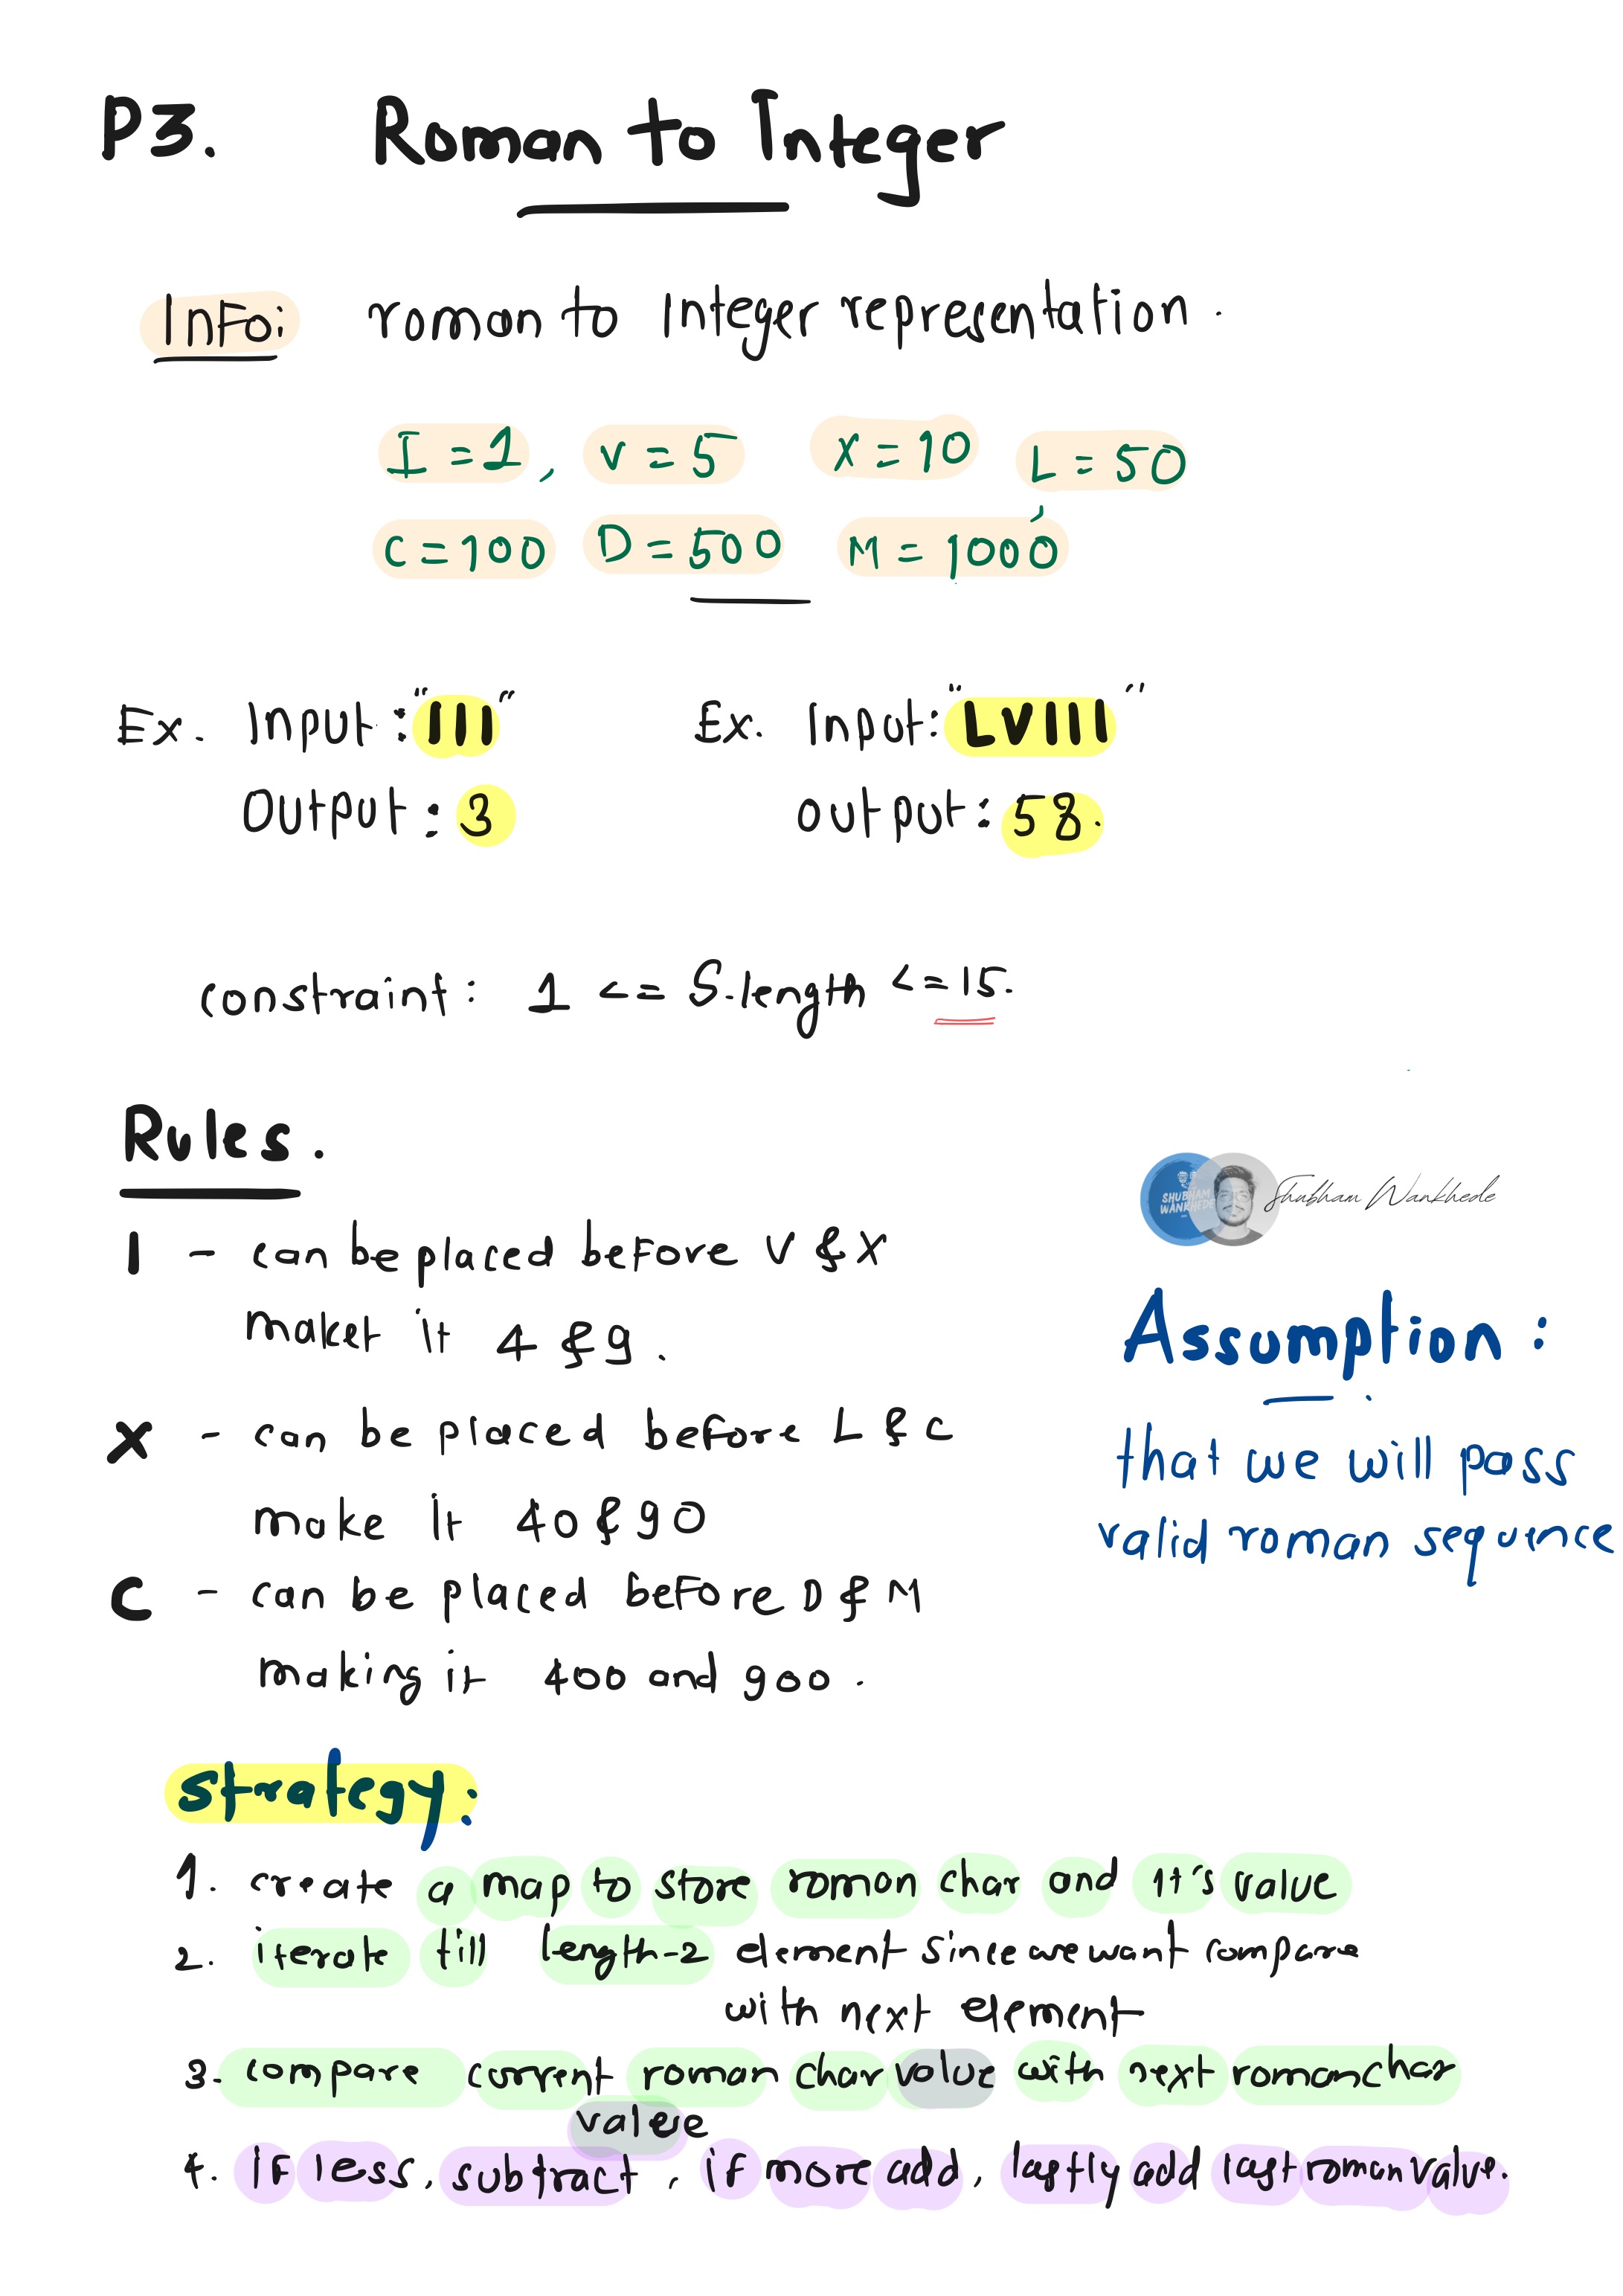 P3. Roman to Integer
InFo: roman to Integer representation.
I = 1, V = 5 X = 10 L = 50,
C = 100 D = 500 M = 1000
Ex. Input : "III" Ex. Input: "LVIII"
Output : 3 output: 58.
constraint: 1 <= S.length <= 15.
Rules.
I - can be placed before V & X
maket it 4 & 9.
X - can be placed before L & C
make it 40 & 90
C - can be placed before D & M
making it 400 and 900.
SHUBHAM
WANKHEDE
Shubham Wankhede
Assumption:
that we will pass
valid roman sequence
strategy:
1. create a map to store roman char and it's value
2. iterate till length-2 element since we want compare
with next element
3. compare current roman char value with next roman char
value
4. IF less, subtract, if more add, lastly add last roman value.